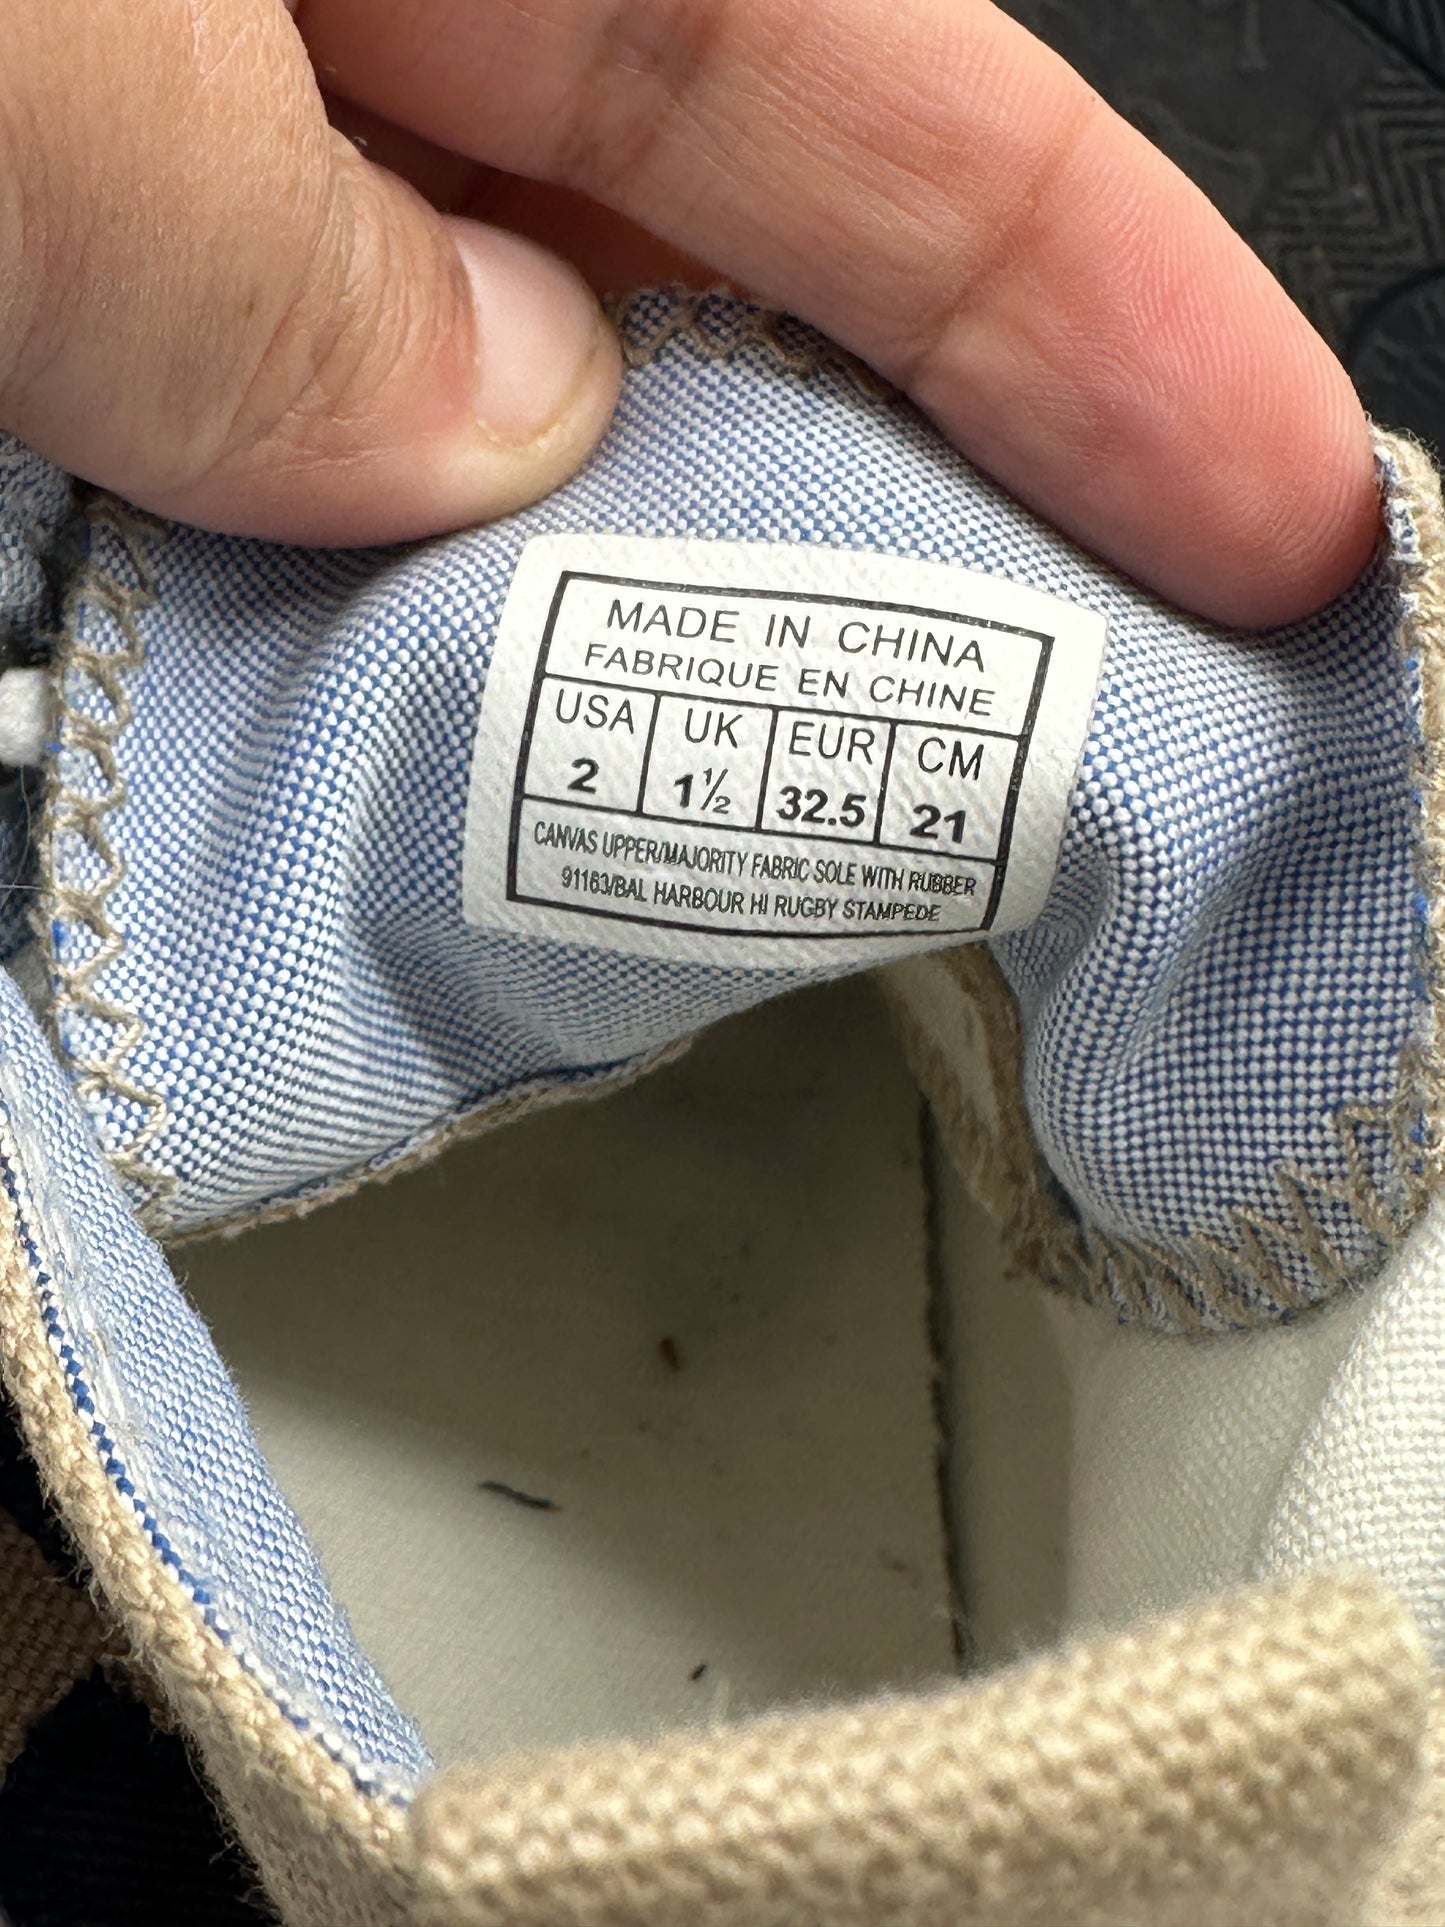 MADE IN CHINA
FABRIQUE EN CHINE
USA UK EUR CM
2 1½ 32.5 21
CANVAS UPPER/MAJORITY FABRIC SOLE WITH RUBBER
91163/BAL HARBOUR HI RUGBY STAMPEDE